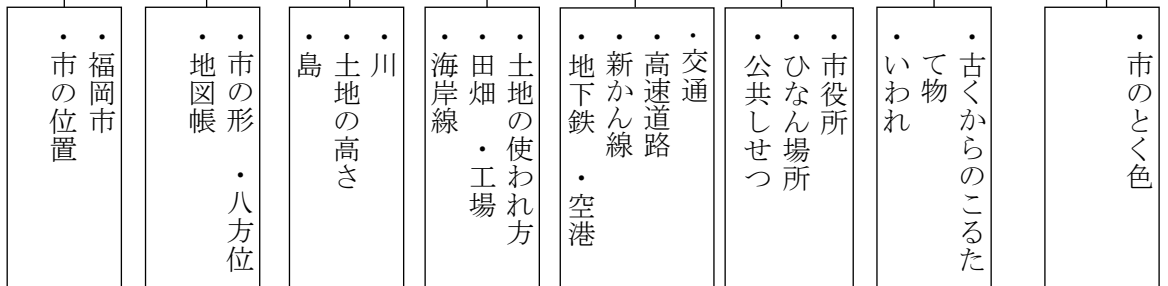 ・市のとく色
・古くからのこるた
て物
・いわれ
・市役所
・ひなん場所
・公共しせつ
・交通
・高速道路
・新かん線
・地下鉄 ・空港
・土地の使われ方
・田畑 ・工場
・海岸線
・川
・土地の高さ
・島
・市の形 ・八方位
・地図帳
・福岡市
・市の位置